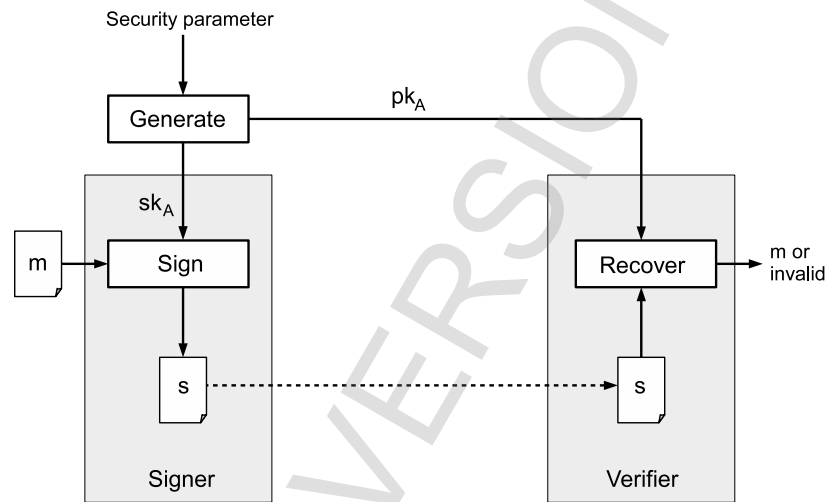 Security parameter
Generate
pk_A
sk_A
m
Sign
Recover
m or
invalid
s
s
Signer
Verifier
VERSION